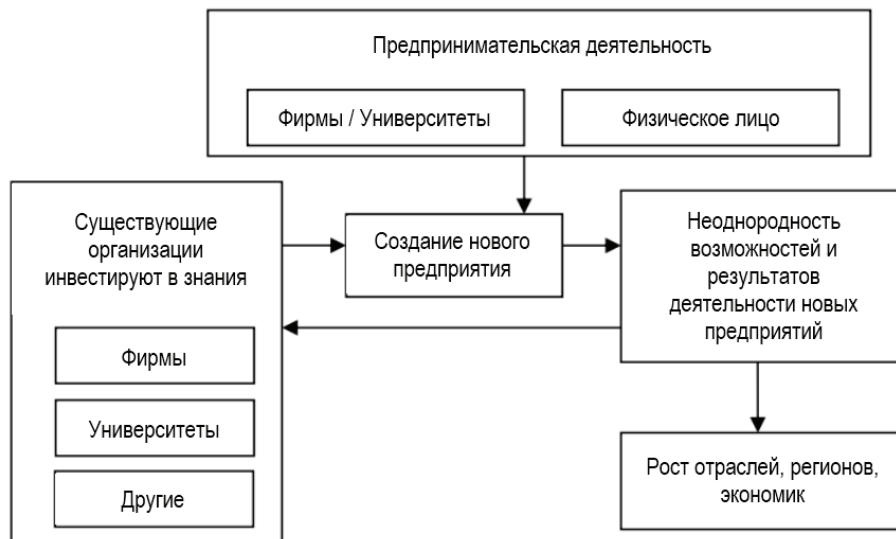 Предпринимательская деятельность
Фирмы / Университеты
Физическое лицо
Существующие
организации
инвестируют в знания
Фирмы
Университеты
Другие
Создание нового
предприятия
Неоднородность
возможностей и
результатов
деятельности новых
предприятий
Рост отраслей, регионов,
экономик